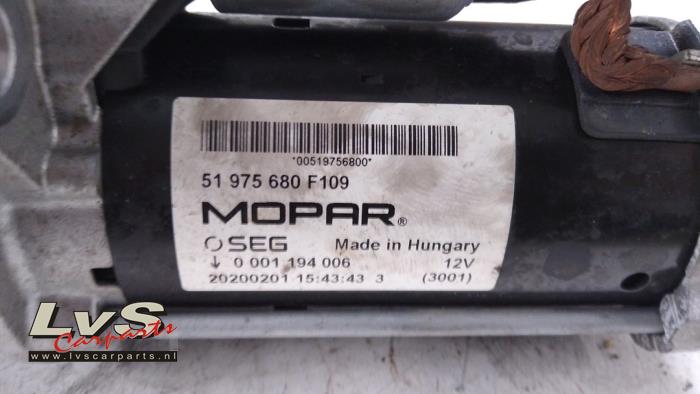 *00519756800*
51 975 680 F109
MOPAR®
SEG Made in Hungary
↓ 0 001 194 006 12V
20200201 15:43:43 3 (3001)
LvS
Carparts
www.lvscarparts.nl